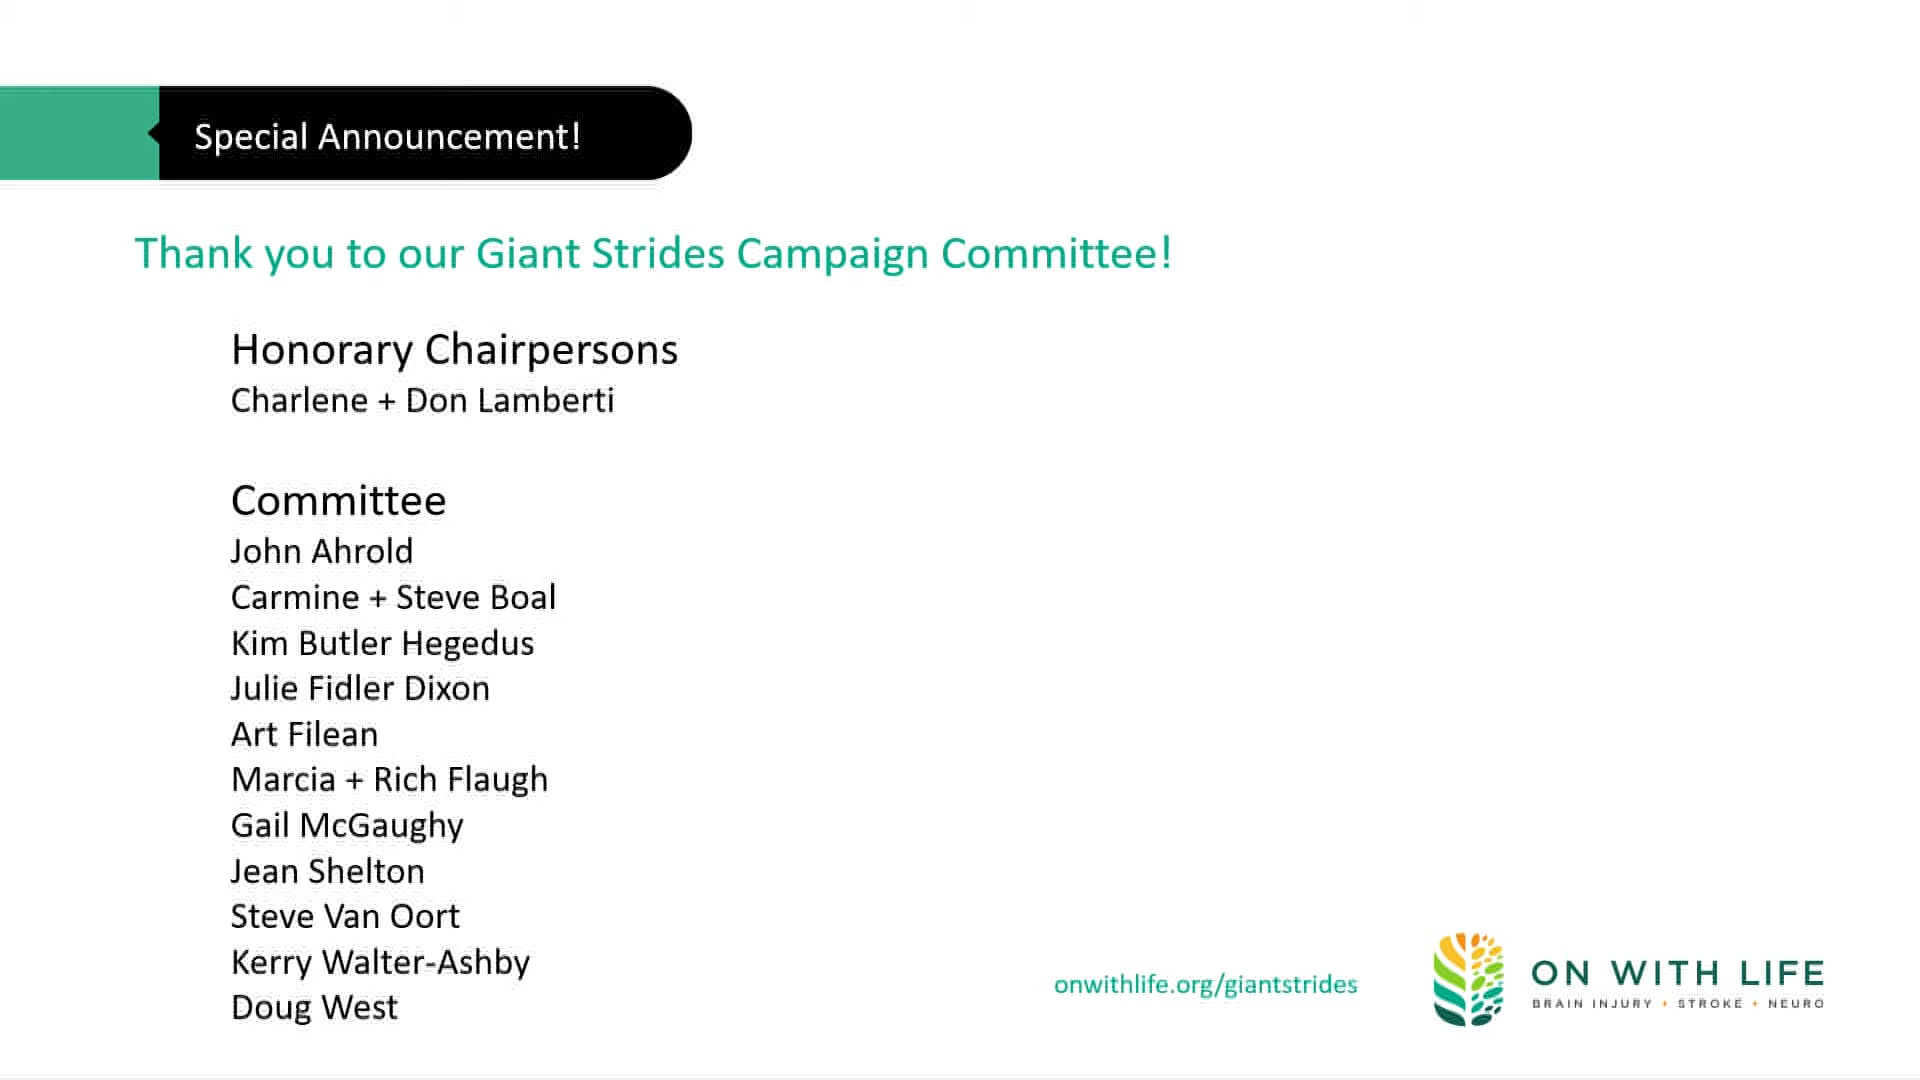 Special Announcement!
Thank you to our Giant Strides Campaign Committee!
Honorary Chairpersons
Charlene + Don Lamberti
Committee
John Ahrold
Carmine + Steve Boal
Kim Butler Hegedus
Julie Fidler Dixon
Art Filean
Marcia + Rich Flaugh
Gail McGaughy
Jean Shelton
Steve Van Oort
Kerry Walter-Ashby
Doug West
onwithlife.org/giantstrides
ON WITH LIFE
BRAIN INJURY + STROKE + NEURO